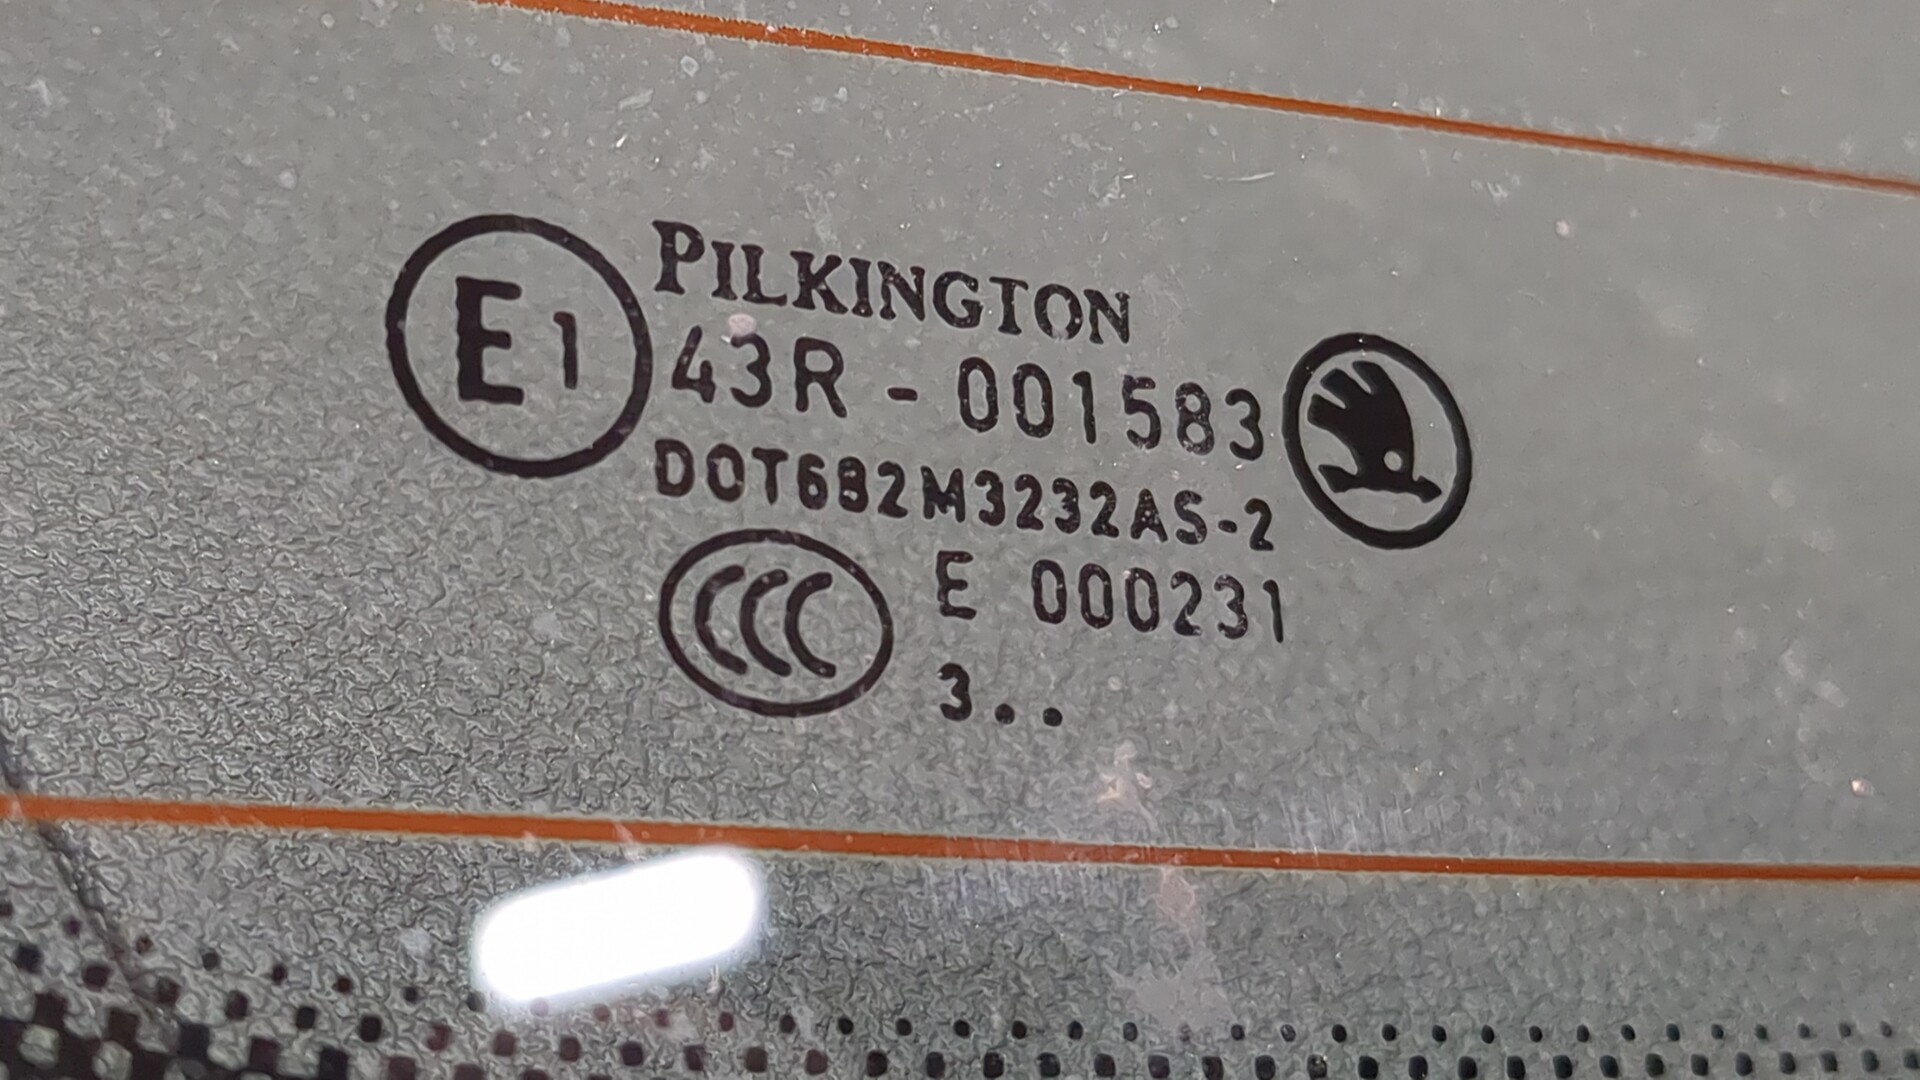 PILKINGTON
E1 43R - 001583
DOT682M3232AS-2
CCC E 000231
3..